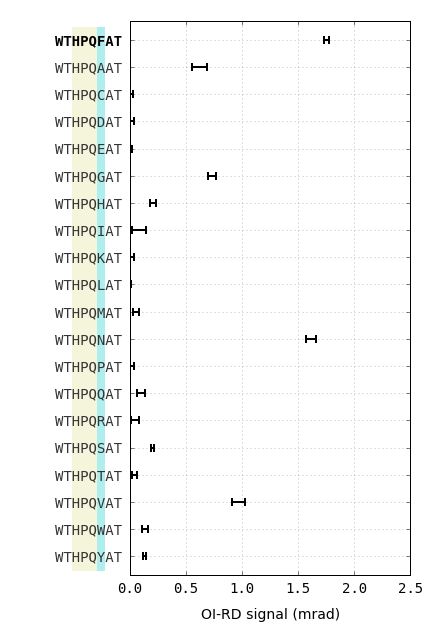 WTHPQFAT
WTHPQAAT
WTHPQCAT
WTHPQDAT
WTHPQEAT
WTHPQGAT
WTHPQHAT
WTHPQIAT
WTHPQKAT
WTHPQLAT
WTHPQMAT
WTHPQNAT
WTHPQPAT
WTHPQQAT
WTHPQRAT
WTHPQSAT
WTHPQTAT
WTHPQVAT
WTHPQWAT
WTHPQYAT
0.0 0.5 1.0 1.5 2.0 2.5
OI-RD signal (mrad)